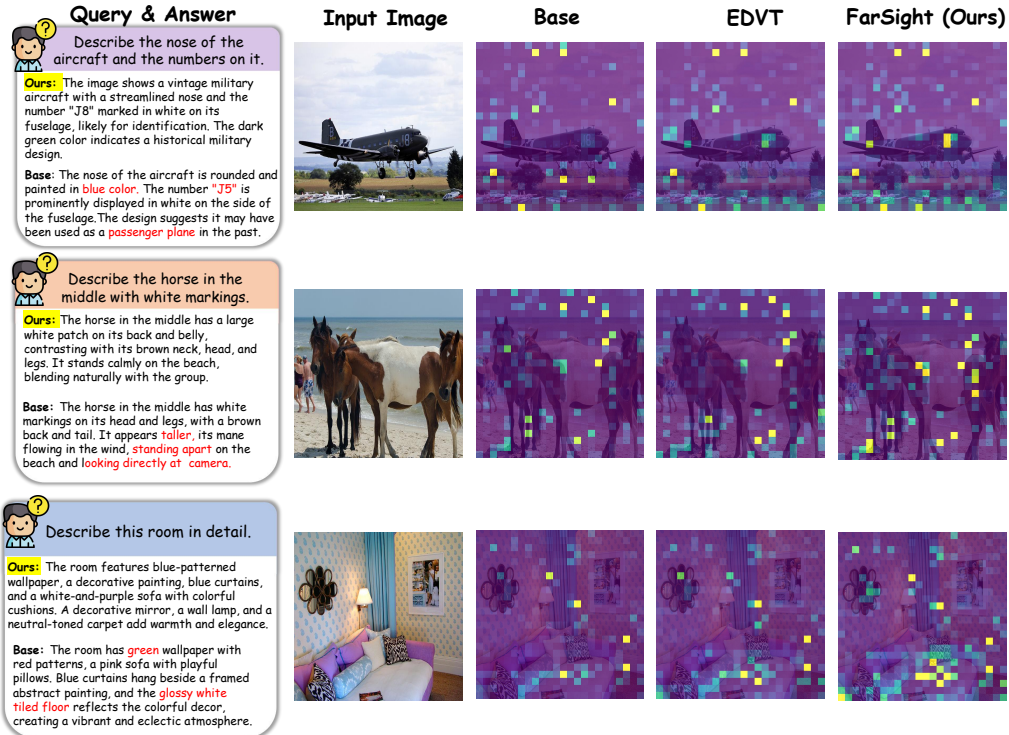 Query & Answer
Input Image
Base
EDVT
FarSight (Ours)
?
Describe the nose of the
aircraft and the numbers on it.
Ours: The image shows a vintage military
aircraft with a streamlined nose and the
number "J8" marked in white on its
fuselage, likely for identification. The dark
green color indicates a historical military
design.
Base: The nose of the aircraft is rounded and
painted in blue color. The number "J5" is
prominently displayed in white on the side of
the fuselage.The design suggests it may have
been used as a passenger plane in the past.
?
Describe the horse in the
middle with white markings.
Ours: The horse in the middle has a large
white patch on its back and belly,
contrasting with its brown neck, head, and
legs. It stands calmly on the beach,
blending naturally with the group.
Base: The horse in the middle has white
markings on its head and legs, with a brown
back and tail. It appears taller, its mane
flowing in the wind, standing apart on the
beach and looking directly at camera.
?
Describe this room in detail.
Ours: The room features blue-patterned
wallpaper, a decorative painting, blue curtains,
and a white-and-purple sofa with colorful
cushions. A decorative mirror, a wall lamp, and a
neutral-toned carpet add warmth and elegance.
Base: The room has green wallpaper with
red patterns, a pink sofa with playful
pillows. Blue curtains hang beside a framed
abstract painting, and the glossy white
tiled floor reflects the colorful decor,
creating a vibrant and eclectic atmosphere.